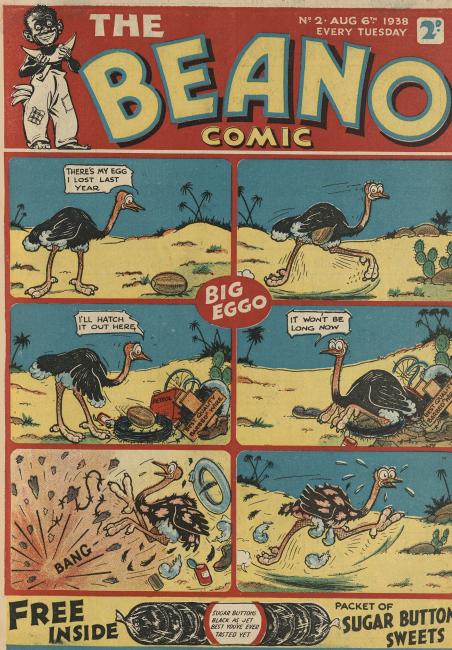 THE
Nº 2 · AUG 6TH 1938
EVERY TUESDAY
2D
BEANO
COMIC
THERE'S MY EGG
I LOST LAST
YEAR
BIG
EGGO
I'LL HATCH
IT OUT HERE
PETROL
IT WON'T BE
LONG NOW
BANG
FREE
INSIDE
SUGAR BUTTONS
BLACK AS JET
BEST YOU'VE EVER
TASTED YET
PACKET OF
SUGAR BUTTON
SWEETS